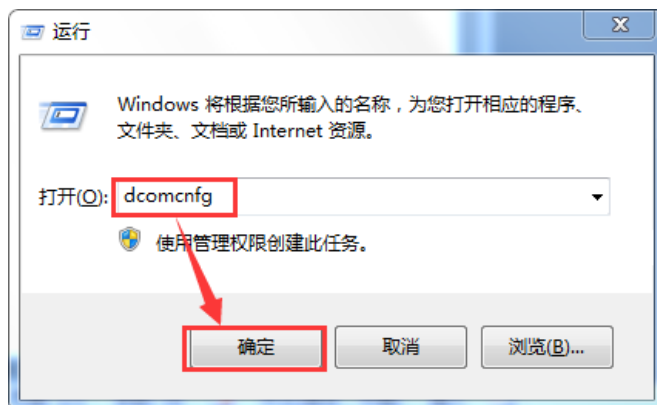 运行
Windows 将根据您所输入的名称，为您打开相应的程序、
文件夹、文档或 Internet 资源。
打开(O): dcomcnfg
使用管理权限创建此任务。
确定 取消 浏览(B)...